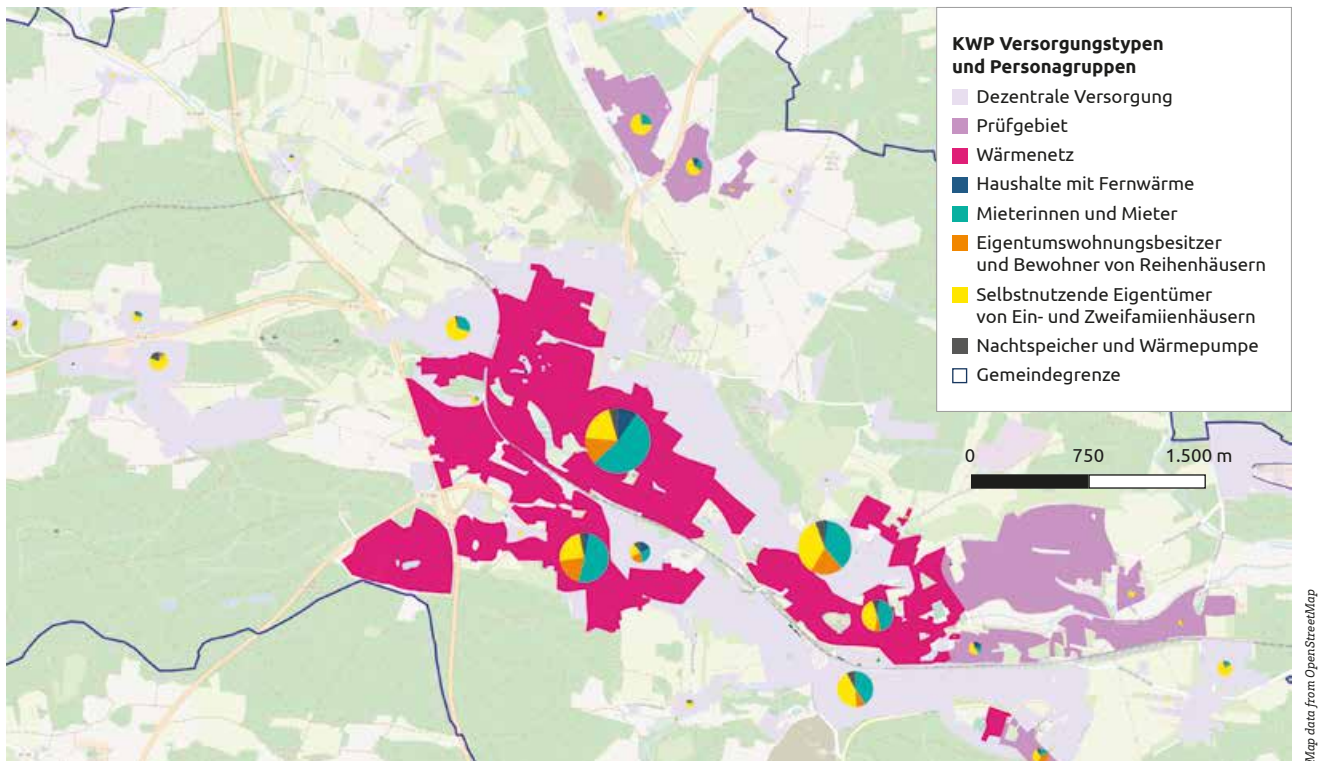 KWP Versorgungstypen
und Personagruppen
Dezentrale Versorgung
Prüfgebiet
Wärmenetz
Haushalte mit Fernwärme
Mieterinnen und Mieter
Eigentumswohnungsbesitzer
und Bewohner von Reihenhäusern
Selbstnutzende Eigentümer
von Ein- und Zweifamiienhäusern
Nachtspeicher und Wärmepumpe
Gemeindegrenze
0 750 1.500 m
Map data from OpenStreetMap